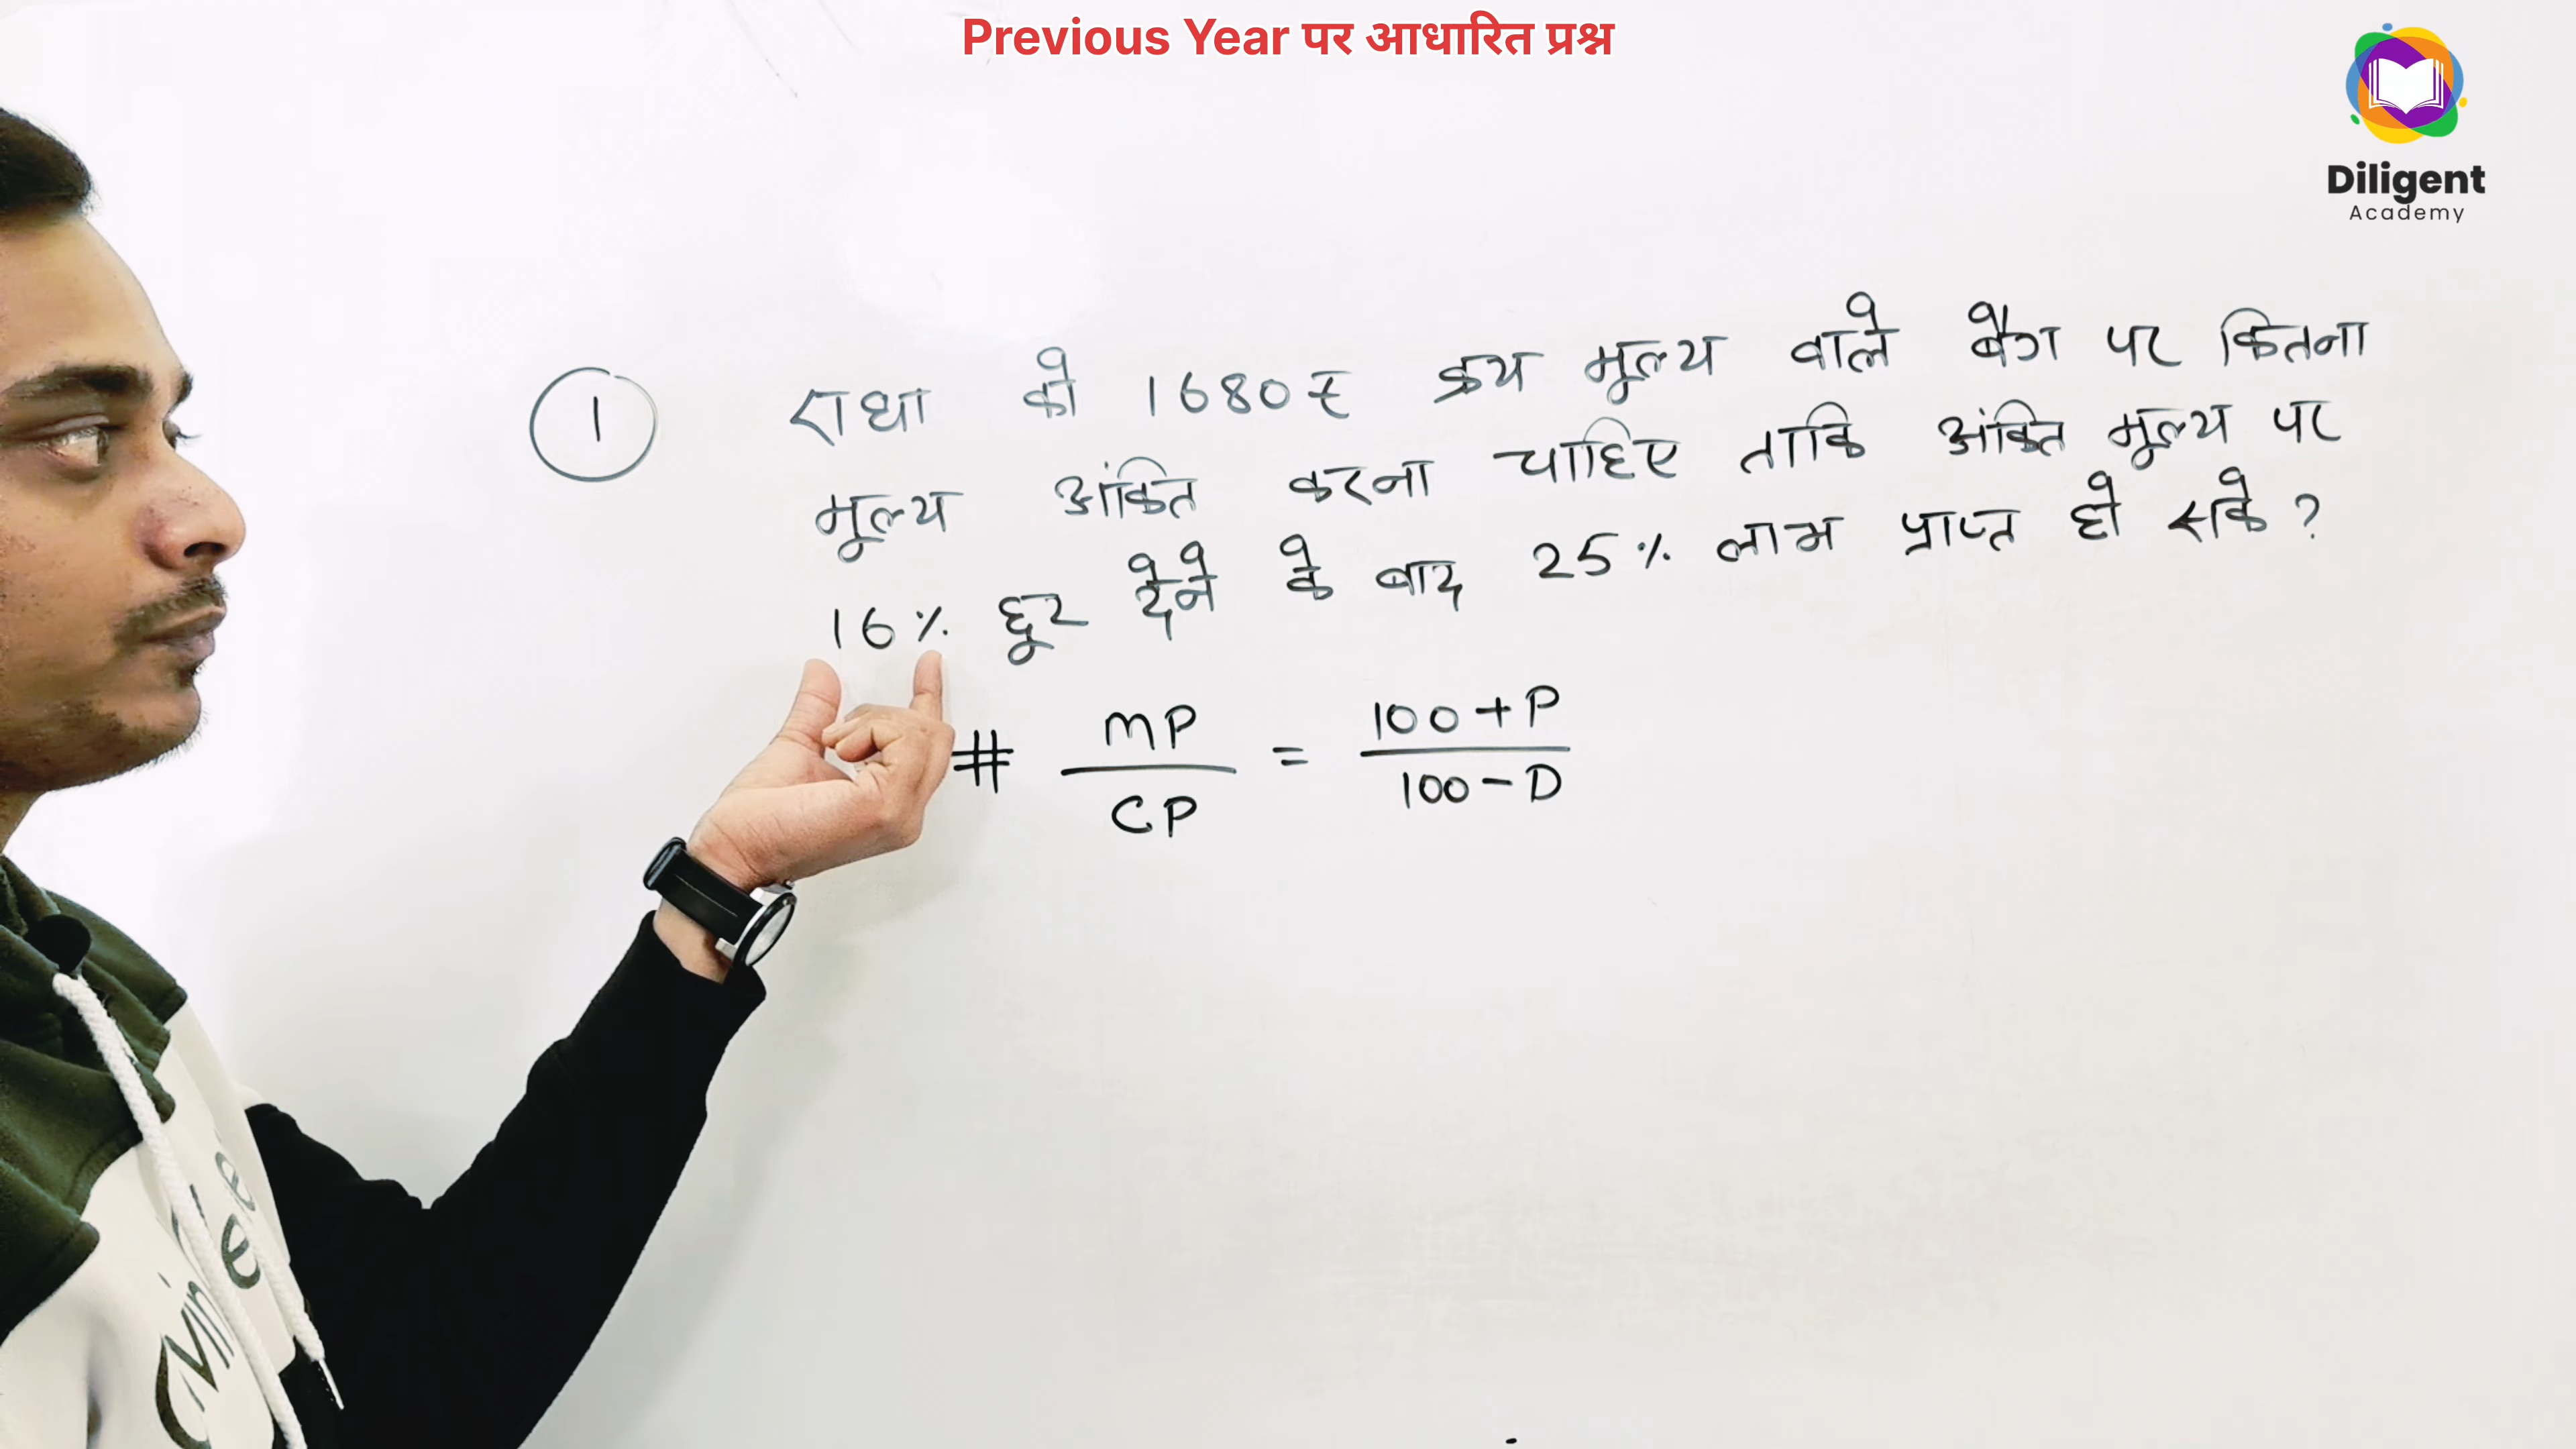 Previous Year पर आधारित प्रश्न
Diligent
Academy
1 राधा को 1680 ₹ क्रय मूल्य वाले बैग पर कितना
मूल्य अंकित करना चाहिए ताकि अंकित मूल्य पर
16% छूट देने के बाद 25% लाभ प्राप्त हो सके ?
# MP/CP = 100+P/100-D